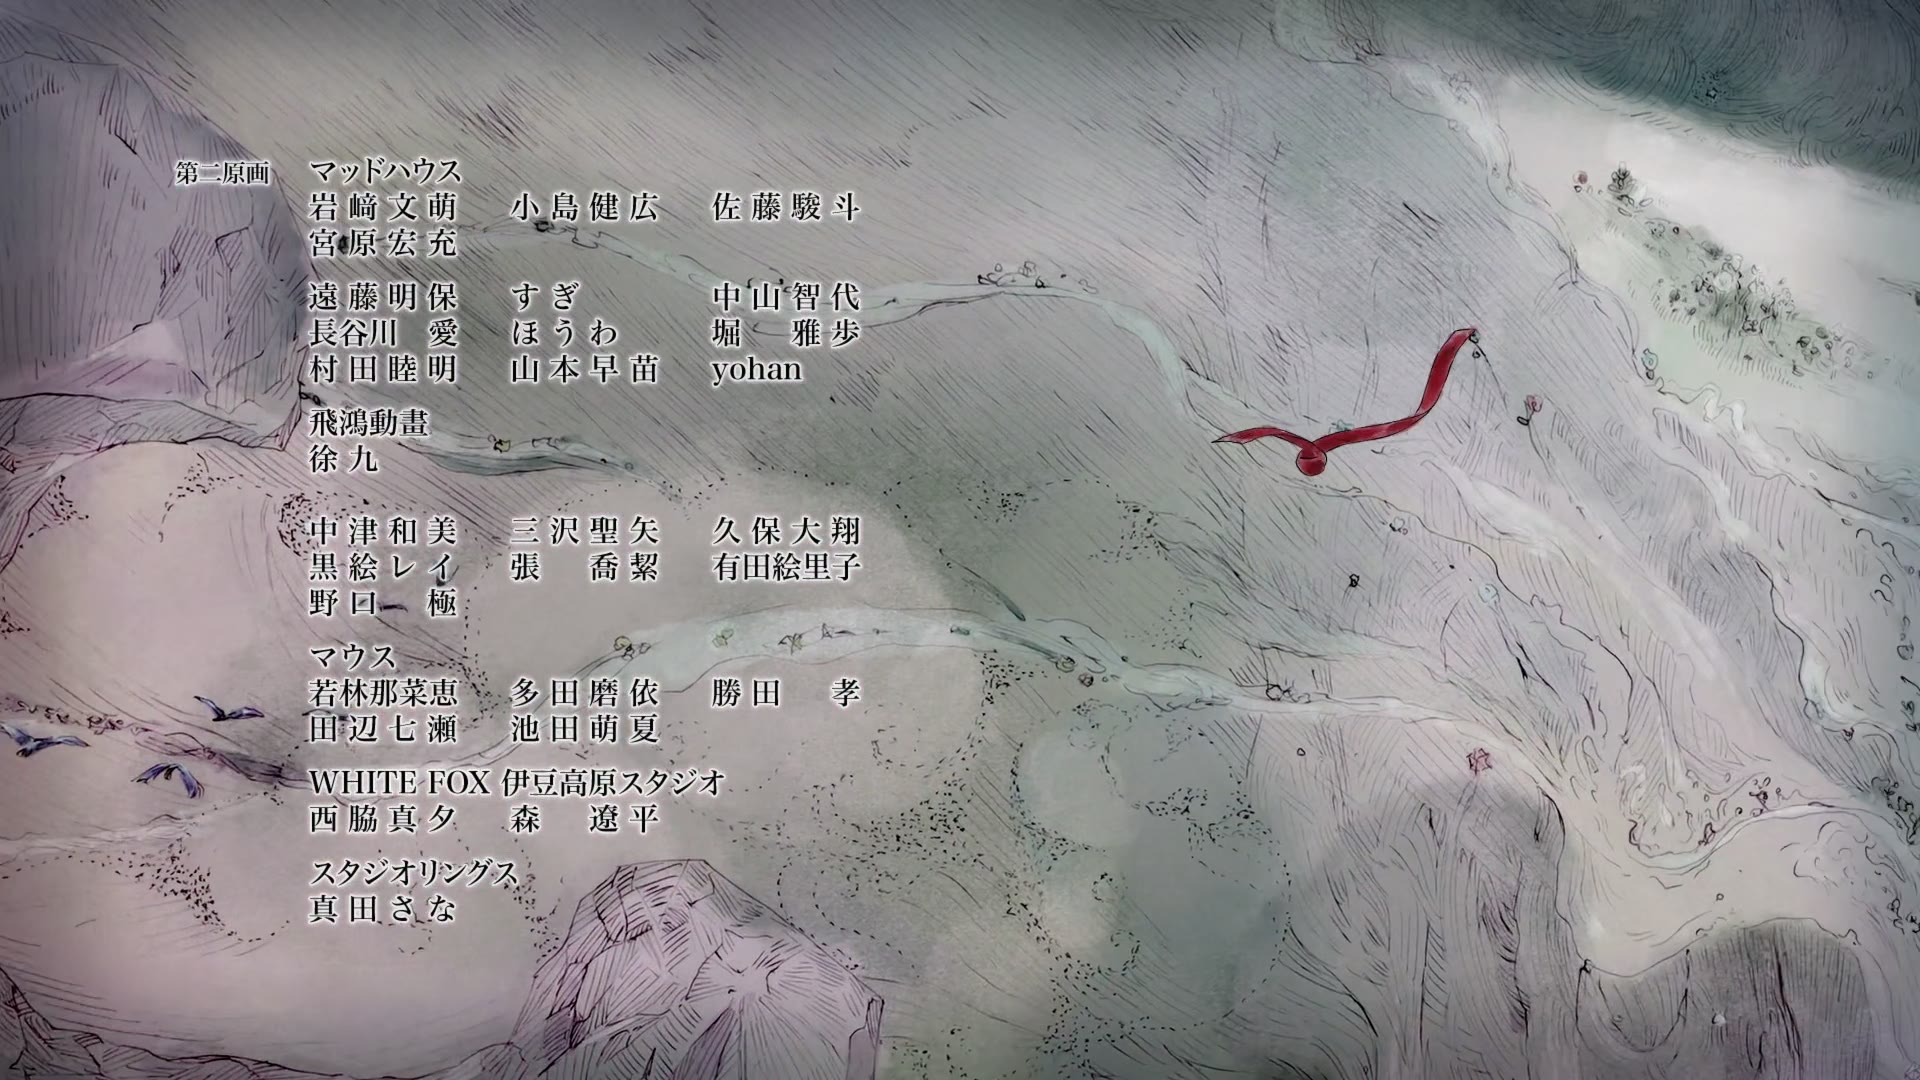 第二原画 マッドハウス
岩﨑文萌 小島健広 佐藤駿斗
宮原宏充
遠藤明保 すぎ 中山智代
長谷川 愛 ほうわ 堀 雅歩
村田睦明 山本早苗 yohan
飛鴻動畫
徐九
中津和美 三沢聖矢 久保大翔
黒絵レイ 張 喬絜 有田絵里子
野口 極
マウス
若林那菜恵 多田磨依 勝田 孝
田辺七瀬 池田萌夏
WHITE FOX 伊豆高原スタジオ
西脇真夕 森 遼平
スタジオリングス
真田さな